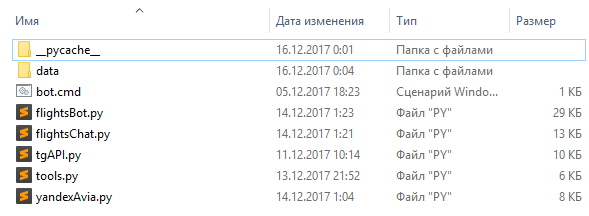 Имя Дата изменения Тип Размер
__pycache__ 16.12.2017 0:01 Папка с файлами
data 16.12.2017 0:04 Папка с файлами
bot.cmd 05.12.2017 18:23 Сценарий Windo... 1 КБ
flightsBot.py 14.12.2017 1:23 Файл "PY" 29 КБ
flightsChat.py 14.12.2017 1:21 Файл "PY" 13 КБ
tgAPI.py 11.12.2017 10:14 Файл "PY" 10 КБ
tools.py 13.12.2017 21:52 Файл "PY" 6 КБ
yandexAvia.py 14.12.2017 1:04 Файл "PY" 8 КБ